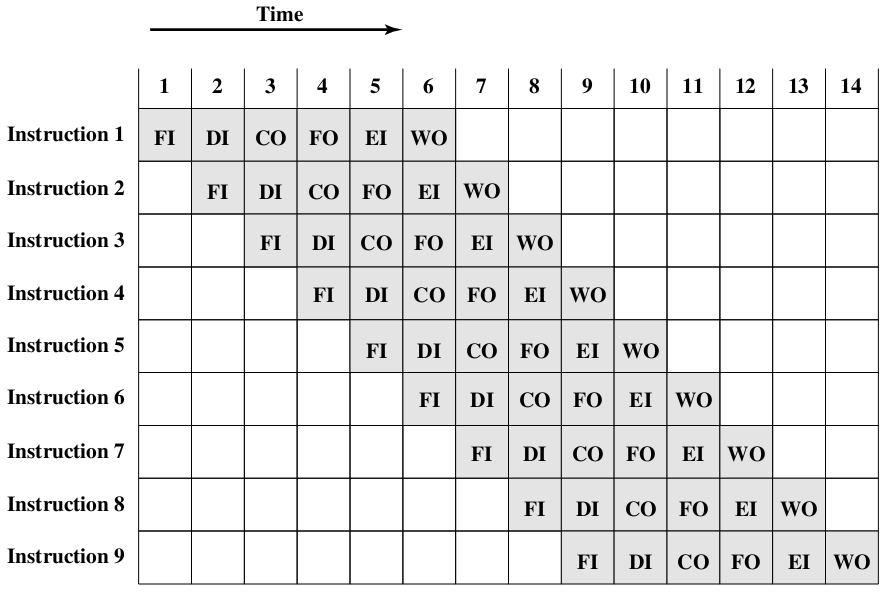 Time
1 2 3 4 5 6 7 8 9 10 11 12 13 14
Instruction 1 FI DI CO FO EI WO
Instruction 2 FI DI CO FO EI WO
Instruction 3 FI DI CO FO EI WO
Instruction 4 FI DI CO FO EI WO
Instruction 5 FI DI CO FO EI WO
Instruction 6 FI DI CO FO EI WO
Instruction 7 FI DI CO FO EI WO
Instruction 8 FI DI CO FO EI WO
Instruction 9 FI DI CO FO EI WO